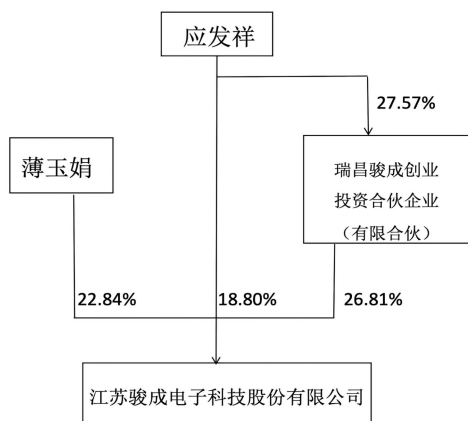 应发祥
27.57%
薄玉娟
瑞昌骏成创业
投资合伙企业
（有限合伙）
22.84%
18.80%
26.81%
江苏骏成电子科技股份有限公司